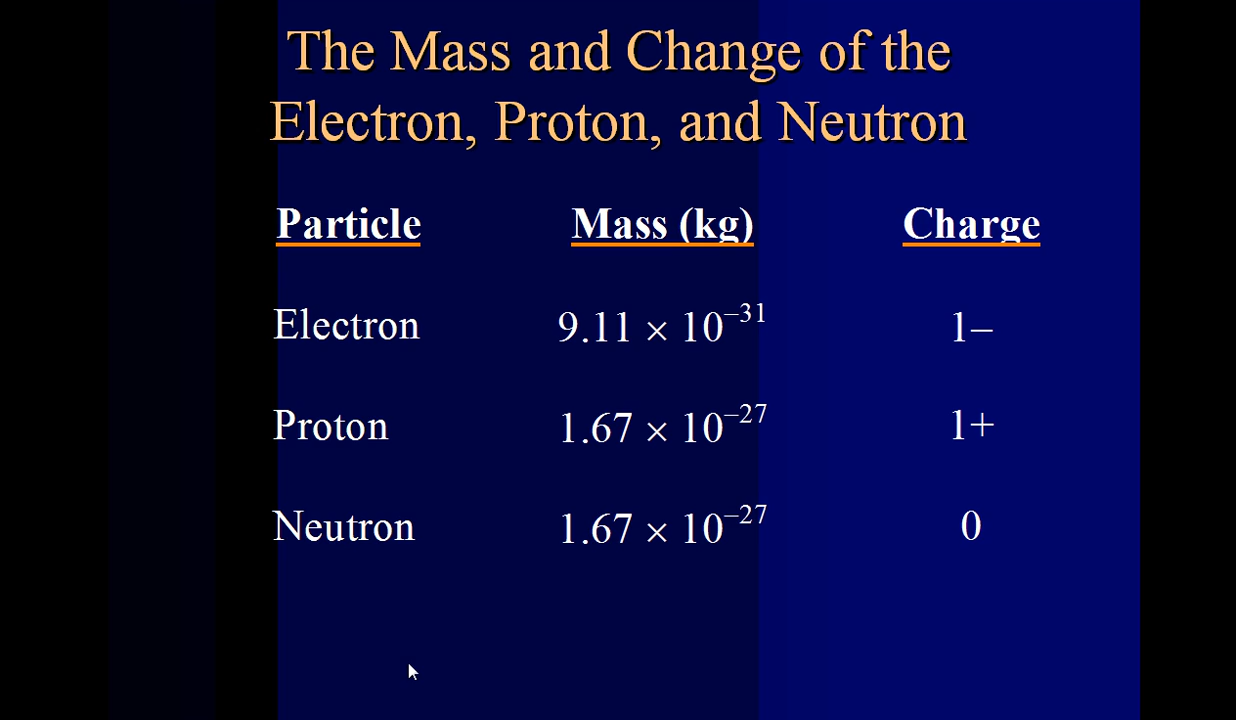 The Mass and Change of the
Electron, Proton, and Neutron
Particle Mass (kg) Charge
Electron 9.11 × 10⁻³¹ 1–
Proton 1.67 × 10⁻²⁷ 1+
Neutron 1.67 × 10⁻²⁷ 0